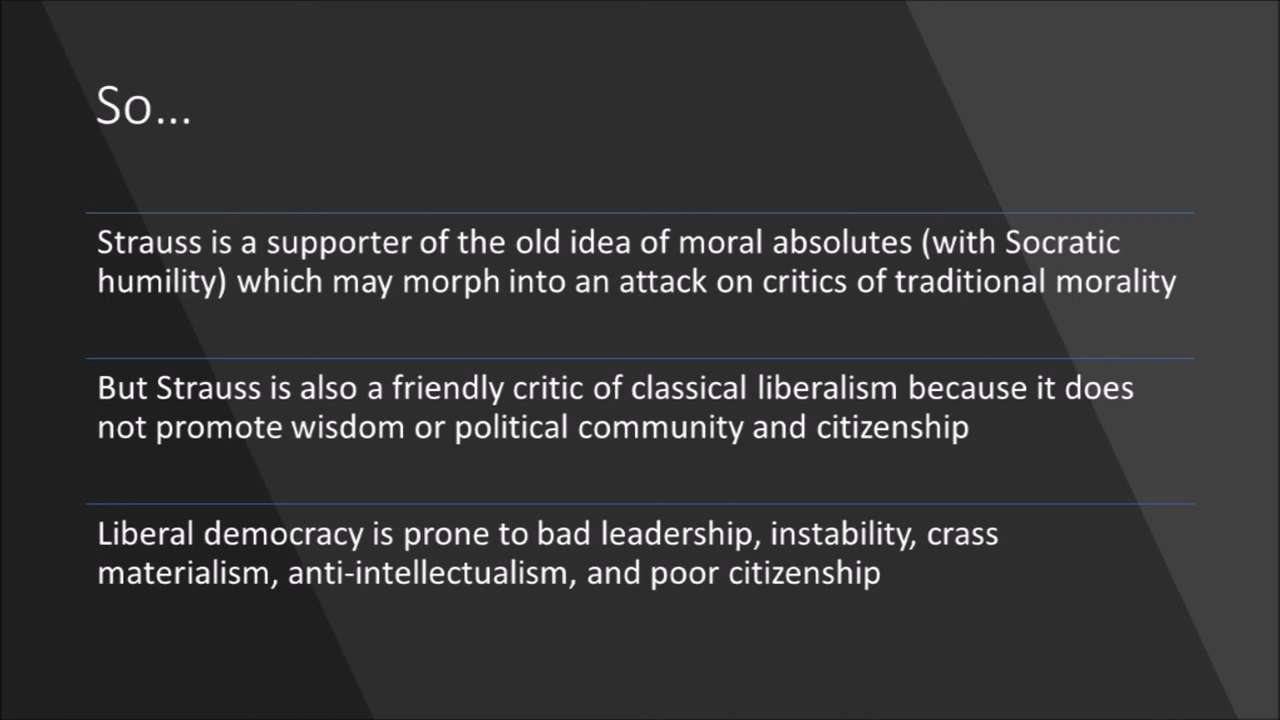 So...
Strauss is a supporter of the old idea of moral absolutes (with Socratic
humility) which may morph into an attack on critics of traditional morality
But Strauss is also a friendly critic of classical liberalism because it does
not promote wisdom or political community and citizenship
Liberal democracy is prone to bad leadership, instability, crass
materialism, anti-intellectualism, and poor citizenship